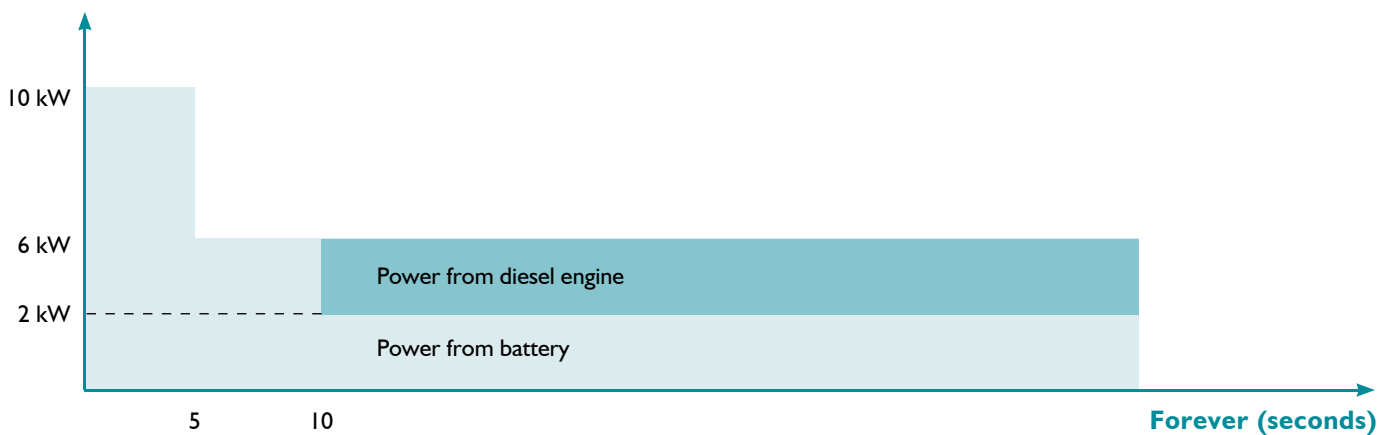 10 kW
6 kW
Power from diesel engine
2 kW
Power from battery
5 10
Forever (seconds)